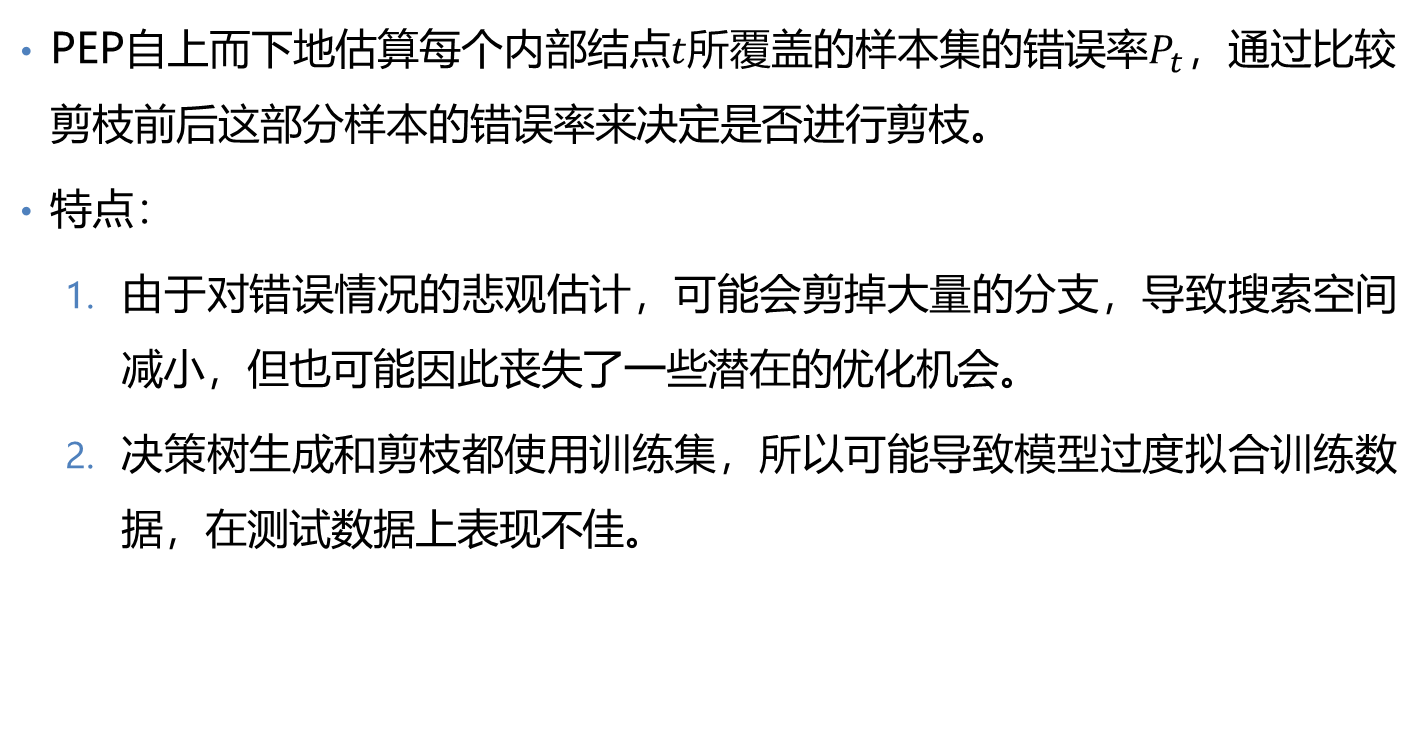 • PEP自上而下地估算每个内部结点t所覆盖的样本集的错误率Pₜ，通过比较
剪枝前后这部分样本的错误率来决定是否进行剪枝。
• 特点：
1. 由于对错误情况的悲观估计，可能会剪掉大量的分支，导致搜索空间
减小，但也可能因此丧失了一些潜在的优化机会。
2. 决策树生成和剪枝都使用训练集，所以可能导致模型过度拟合训练数
据，在测试数据上表现不佳。